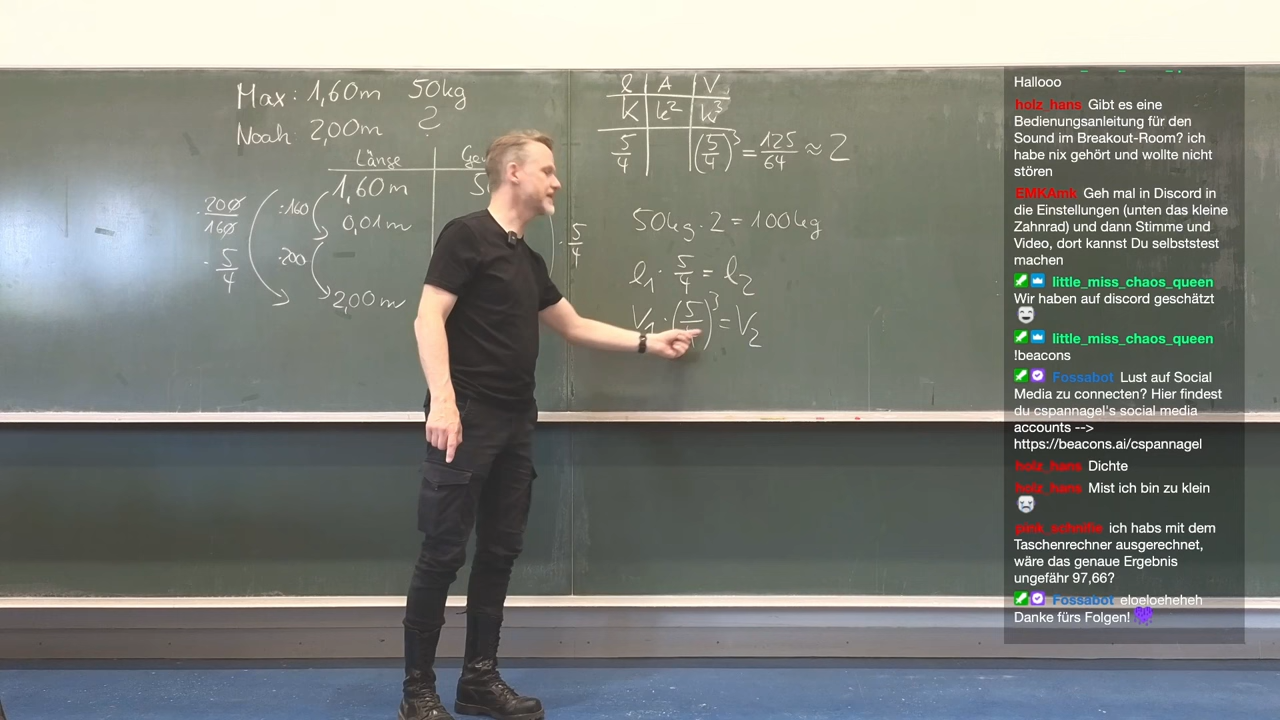 Max: 1,60m 50kg
Noah: 2,00m ?
Länge
1,60m
:160
0,01m
·200
2,00m
· 200/160
· 5/4
· 5/4
l A V
k k² k³
5/4 (5/4)³ = 125/64 ≈ 2
50kg · 2 = 100kg
l₁ · 5/4 = l₂
V₁ · (5/4)³ = V₂
Hallooo
holz_hans Gibt es eine
Bedienungsanleitung für den
Sound im Breakout-Room? ich
habe nix gehört und wollte nicht
stören
EMKAmk Geh mal in Discord in
die Einstellungen (unten das kleine
Zahnrad) und dann Stimme und
Video, dort kannst Du selbststest
machen
little_miss_chaos_queen
Wir haben auf discord geschätzt
little_miss_chaos_queen
!beacons
Fossabot Lust auf Social
Media zu connecten? Hier findest
du cspannagel's social media
accounts -->
https://beacons.ai/cspannagel
holz_hans Dichte
holz_hans Mist ich bin zu klein
pink_schnifie ich habs mit dem
Taschenrechner ausgerechnet,
wäre das genaue Ergebnis
ungefähr 97,66?
Fossabot eloeloeheheh
Danke fürs Folgen!